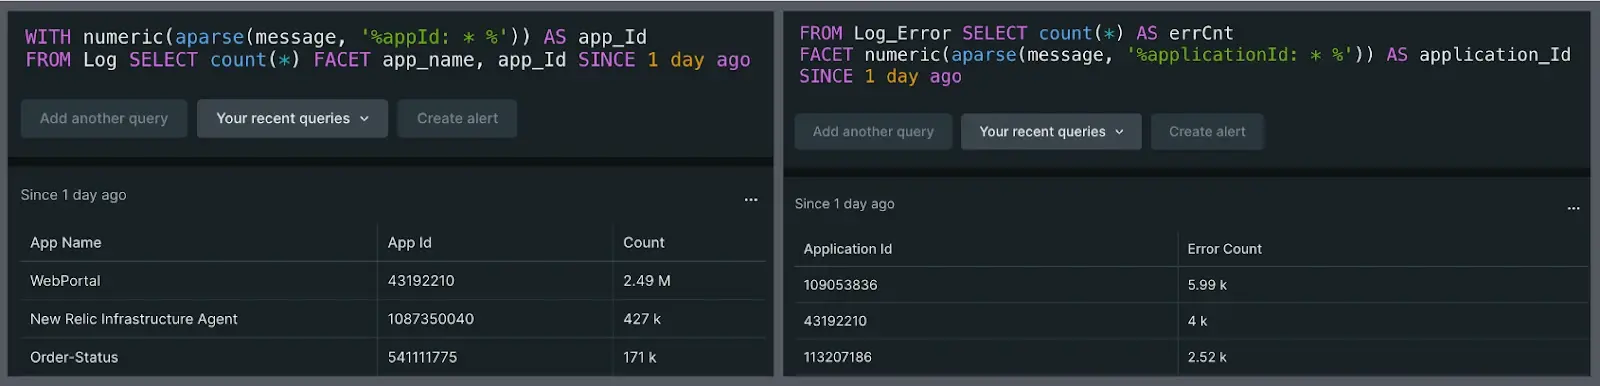 WITH numeric(aparse(message, '%appId: * %')) AS app_Id
FROM Log SELECT count(*) FACET app_name, app_Id SINCE 1 day ago
Add another query
Your recent queries
Create alert
Since 1 day ago
...
App Name
App Id
Count
WebPortal
43192210
2.49 M
New Relic Infrastructure Agent
1087350040
427 k
Order-Status
541111775
171 k
FROM Log_Error SELECT count(*) AS errCnt
FACET numeric(aparse(message, '%applicationId: * %')) AS application_Id
SINCE 1 day ago
Add another query
Your recent queries
Create alert
Since 1 day ago
...
Application Id
Error Count
109053836
5.99 k
43192210
4 k
113207186
2.52 k